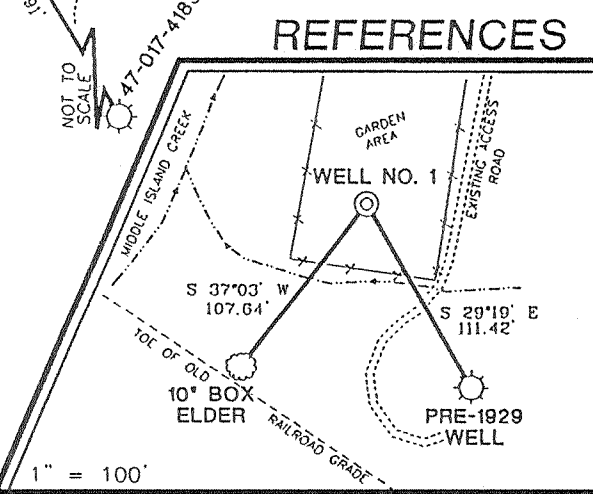 REFERENCES
91'
47-017-4183
NOT TO
SCALE
GARDEN
AREA
MIDDLE ISLAND CREEK
EXISTING ACCESS
ROAD
WELL NO. 1
S 37°03' W
107.64'
S 29°19' E
111.42'
TOE OF OLD
RAILROAD GRADE
10" BOX
ELDER
PRE-1929
WELL
1" = 100'